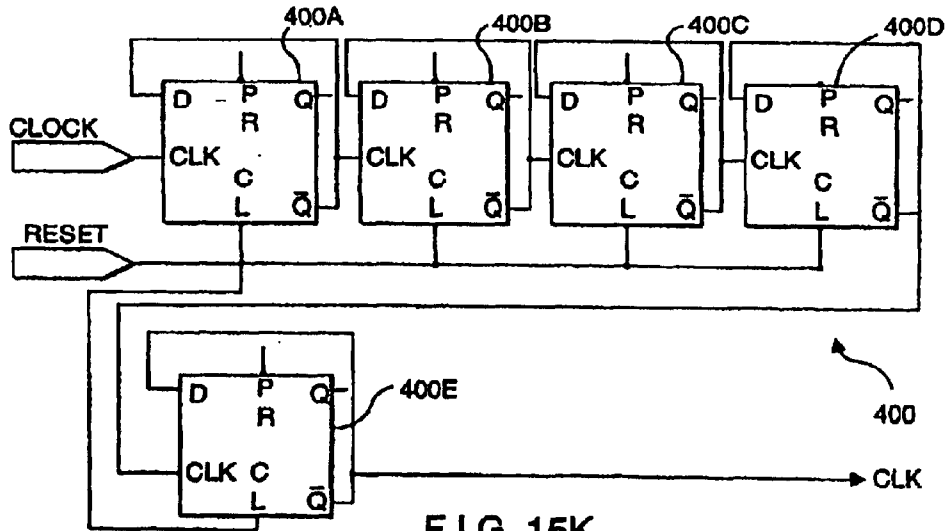 400A
400B
400C
400D
D
P
R
Q
CLK
C
L
Q̄
D
P
R
Q
CLK
C
L
Q̄
D
P
R
Q
CLK
C
L
Q̄
D
P
R
Q
CLK
C
L
Q̄
CLOCK
RESET
D
P
R
Q
CLK
C
L
Q̄
400E
400
CLK
FIG. 15K